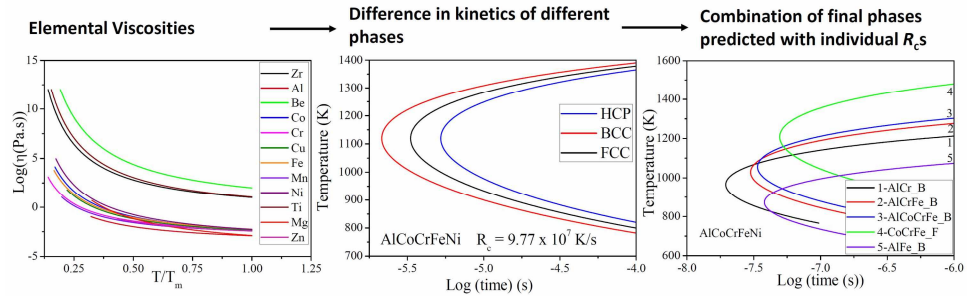 Elemental Viscosities
Difference in kinetics of different
phases
Combination of final phases
predicted with individual Rcs
Log(η(Pa.s))
15
10
5
0
-5
0.25
0.50
0.75
1.00
1.25
T/Tm
Zr
Al
Be
Co
Cr
Cu
Fe
Mn
Ni
Ti
Mg
Zn
Temperature (K)
1400
1300
1200
1100
1000
900
800
700
-5.5
-5.0
-4.5
-4.0
Log (time) (s)
HCP
BCC
FCC
AlCoCrFeNi Rc = 9.77 x 10^7 K/s
Temperature (K)
1600
1400
1200
1000
800
600
-8.0
-7.5
-7.0
-6.5
-6.0
Log (time (s))
4
3
2
1
5
1-AlCr_B
2-AlCrFe_B
3-AlCoCrFe_B
4-CoCrFe_F
5-AlFe_B
AlCoCrFeNi